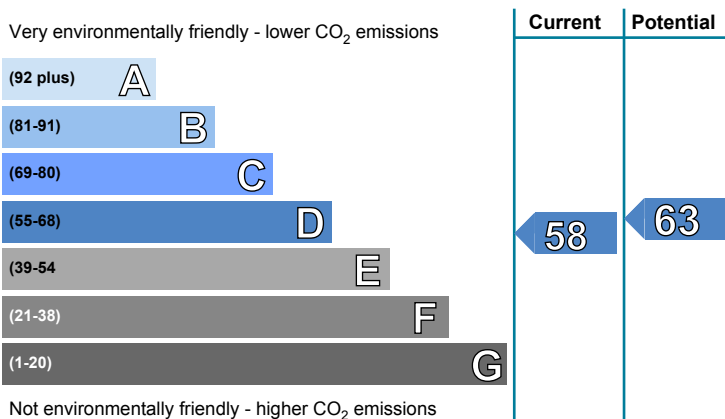 Very environmentally friendly - lower CO2 emissions
Current
Potential
(92 plus) A
(81-91) B
(69-80) C
(55-68) D
(39-54 E
(21-38) F
(1-20) G
58
63
Not environmentally friendly - higher CO2 emissions